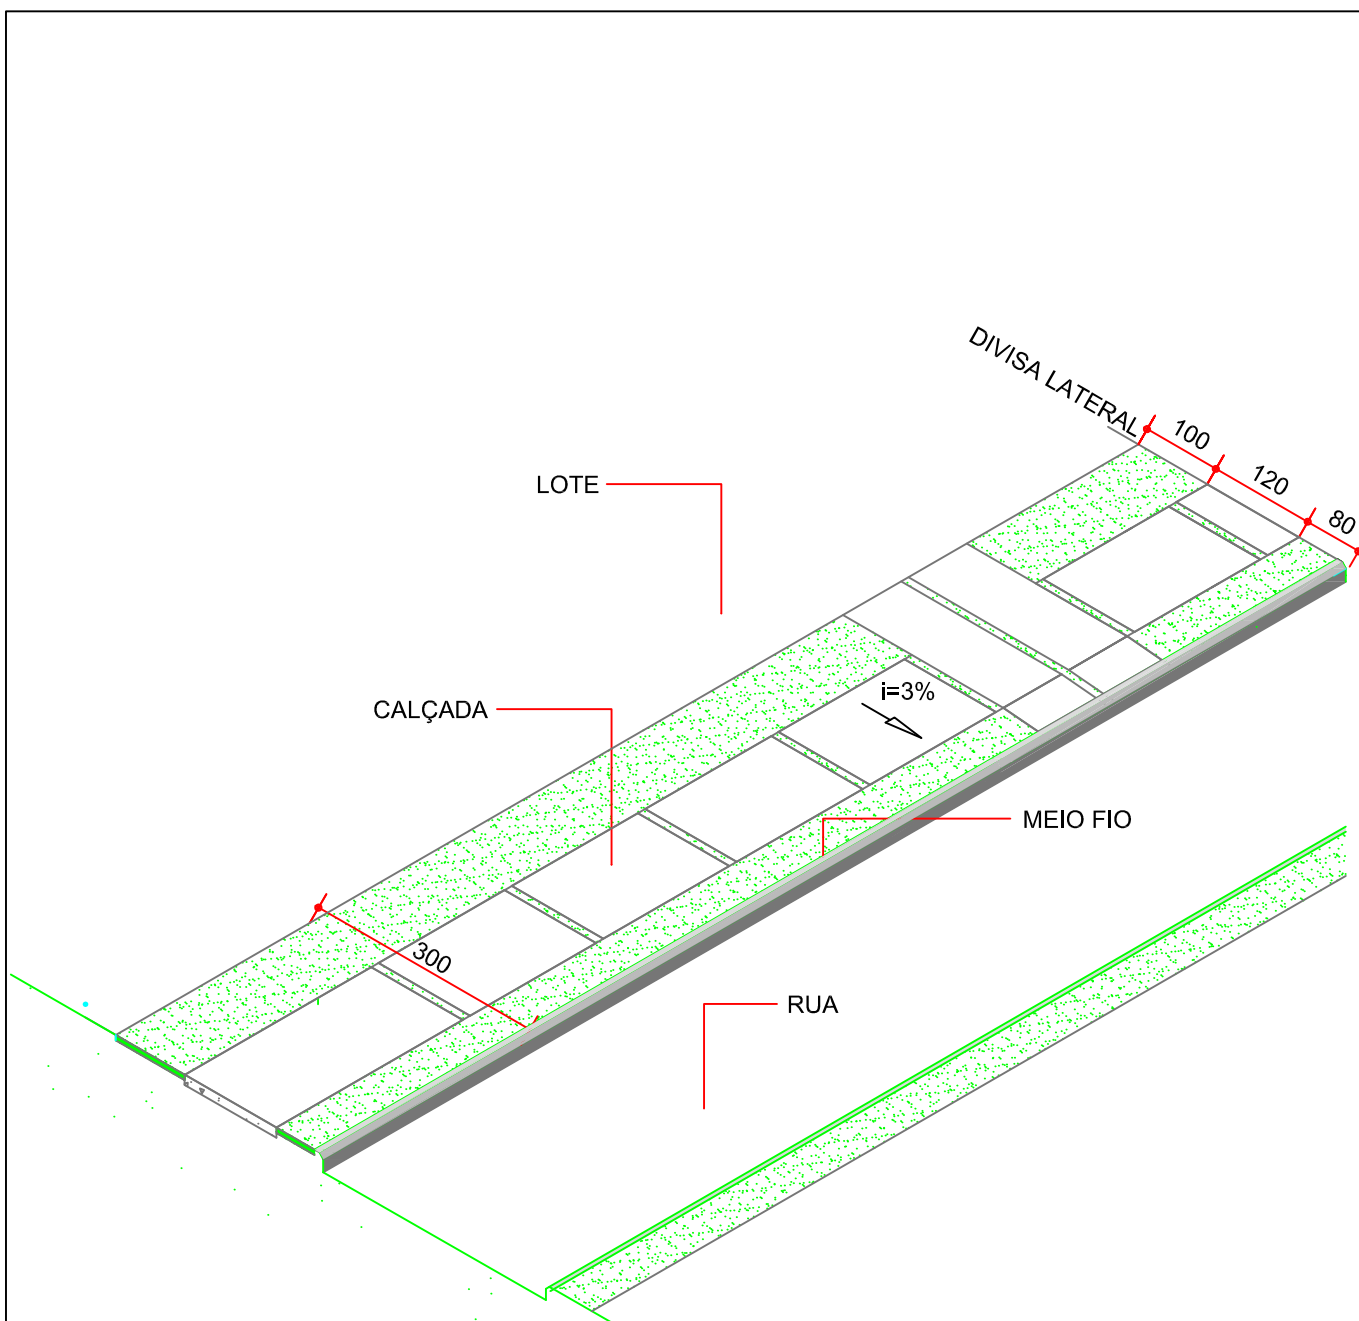 DIVISA LATERAL
100
120
80
LOTE
i=3%
CALÇADA
MEIO FIO
300
RUA